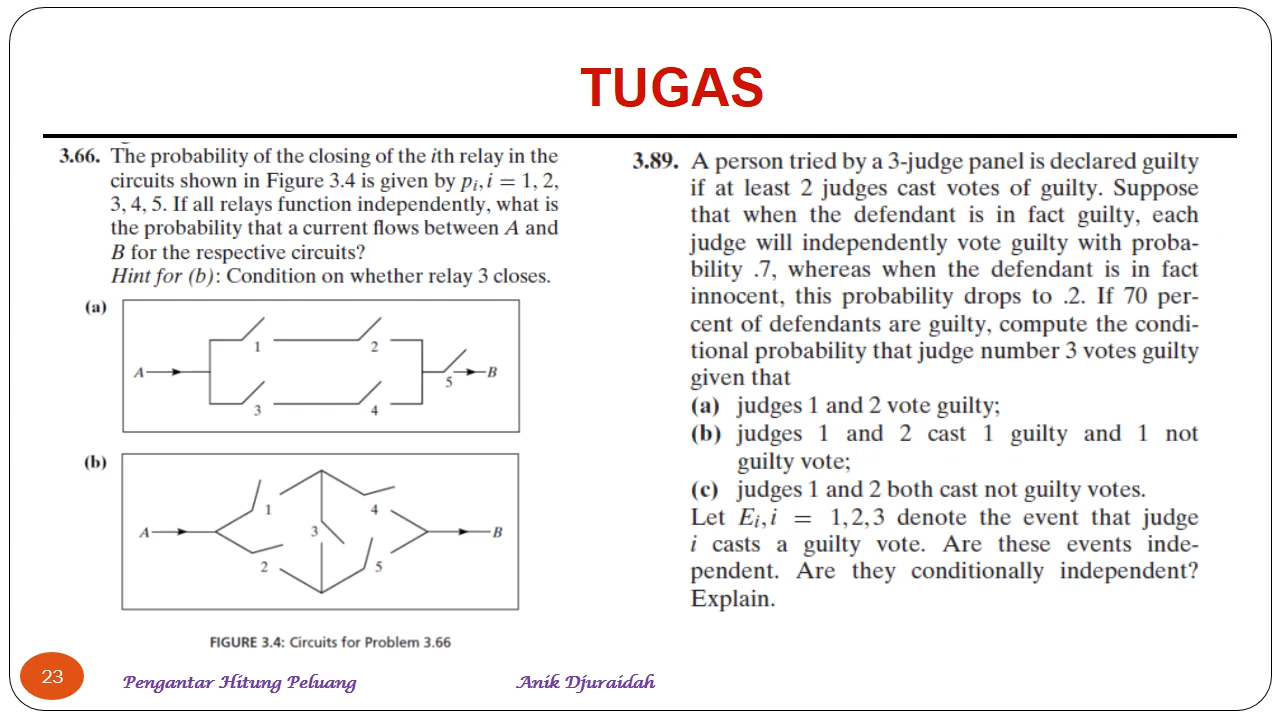 TUGAS
3.66. The probability of the closing of the ith relay in the
circuits shown in Figure 3.4 is given by pᵢ, i = 1, 2,
3, 4, 5. If all relays function independently, what is
the probability that a current flows between A and
B for the respective circuits?
Hint for (b): Condition on whether relay 3 closes.
(a)
1
2
A
B
5
3
4
(b)
1
4
A
3
B
2
5
FIGURE 3.4: Circuits for Problem 3.66
3.89. A person tried by a 3-judge panel is declared guilty
if at least 2 judges cast votes of guilty. Suppose
that when the defendant is in fact guilty, each
judge will independently vote guilty with proba-
bility .7, whereas when the defendant is in fact
innocent, this probability drops to .2. If 70 per-
cent of defendants are guilty, compute the condi-
tional probability that judge number 3 votes guilty
given that
(a) judges 1 and 2 vote guilty;
(b) judges 1 and 2 cast 1 guilty and 1 not
guilty vote;
(c) judges 1 and 2 both cast not guilty votes.
Let Eᵢ, i = 1, 2, 3 denote the event that judge
i casts a guilty vote. Are these events inde-
pendent. Are they conditionally independent?
Explain.
23
Pengantar Hitung Peluang
Anik Djuraidah